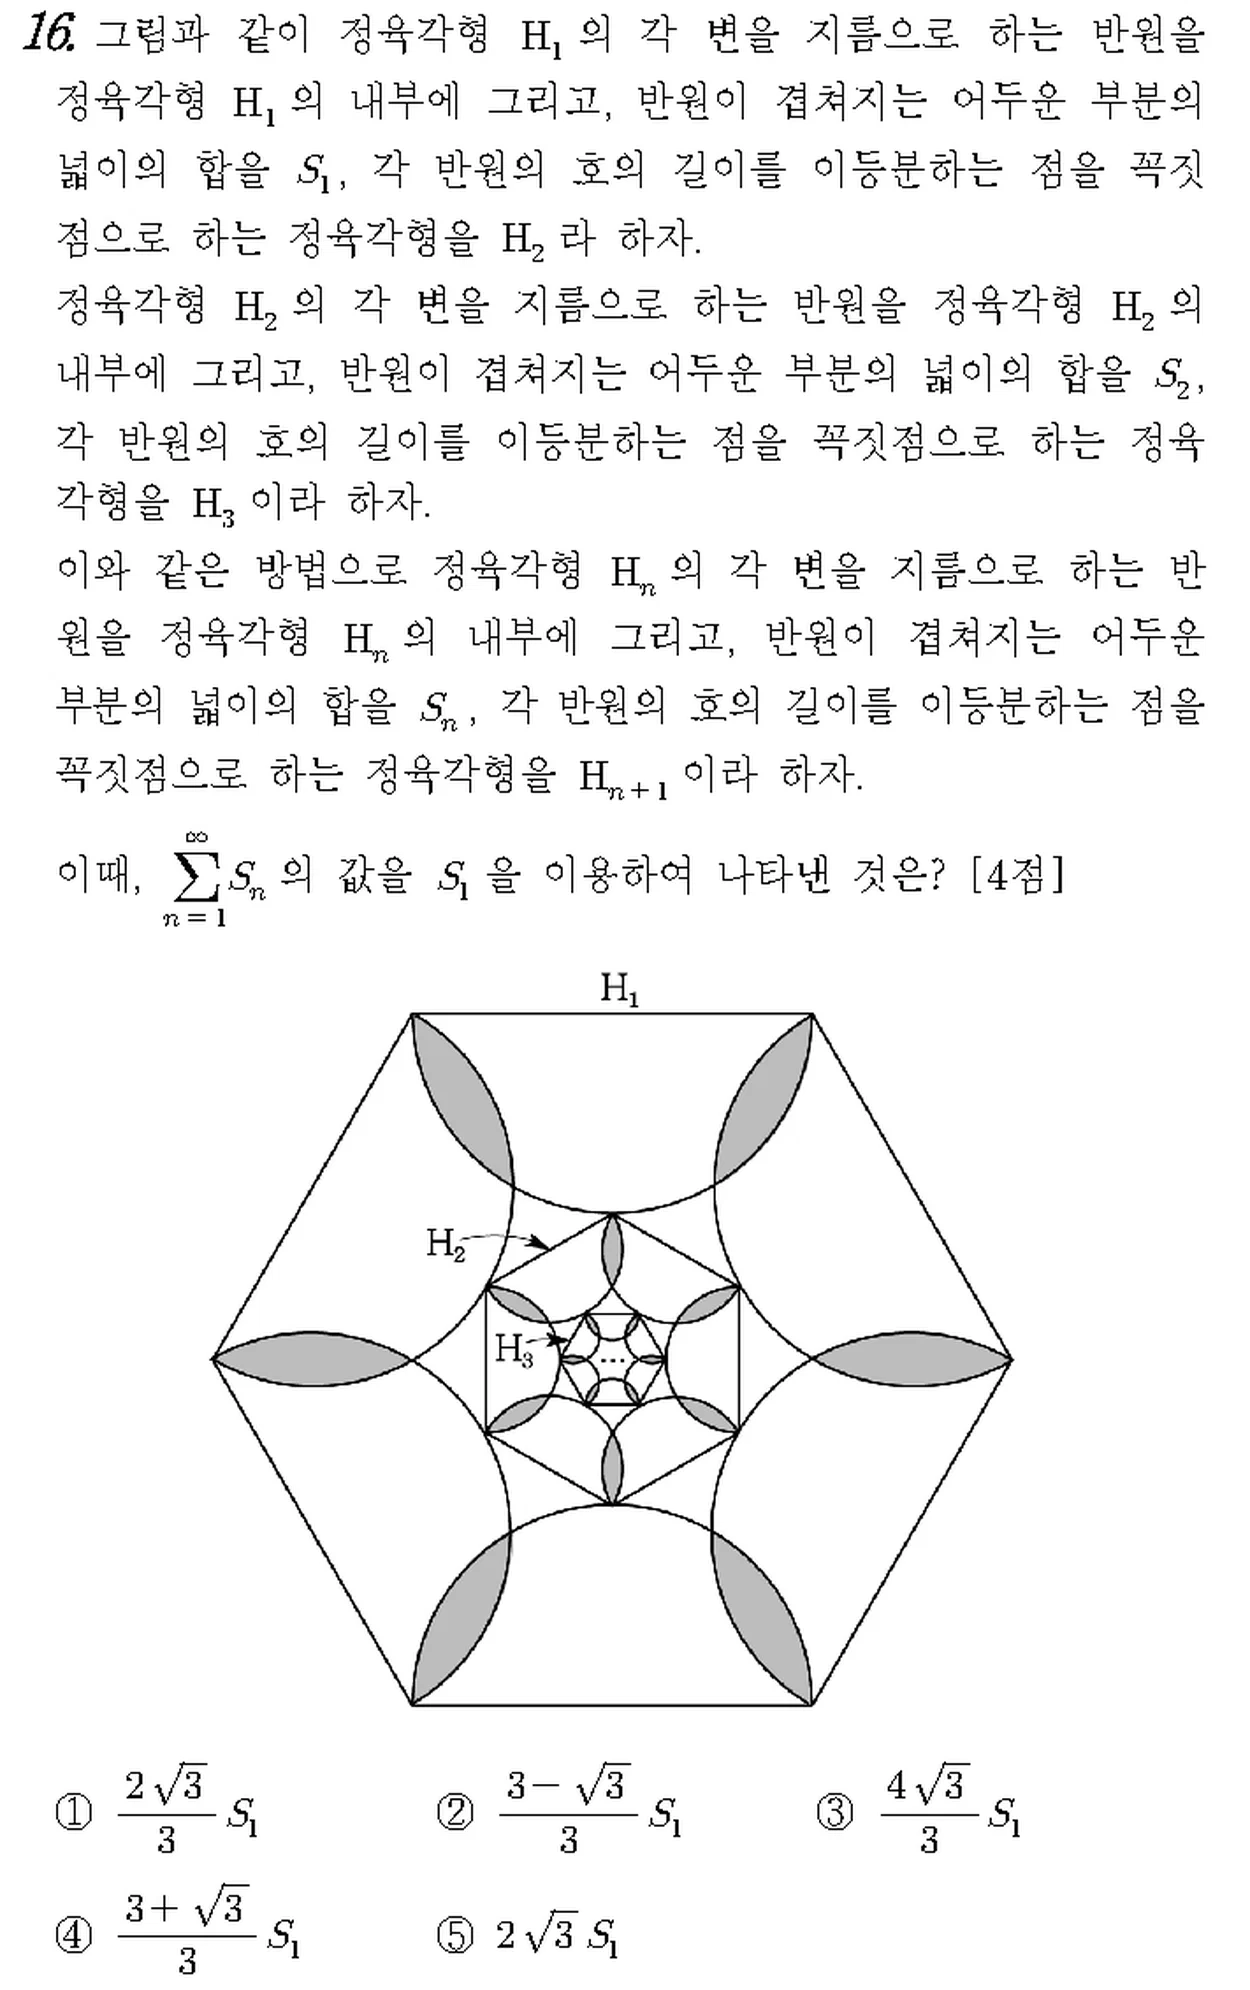 16. 그림과 같이 정육각형 H₁의 각 변을 지름으로 하는 반원을
정육각형 H₁의 내부에 그리고, 반원이 겹쳐지는 어두운 부분의
넓이의 합을 S₁, 각 반원의 호의 길이를 이등분하는 점을 꼭짓
점으로 하는 정육각형을 H₂라 하자.
정육각형 H₂의 각 변을 지름으로 하는 반원을 정육각형 H₂의
내부에 그리고, 반원이 겹쳐지는 어두운 부분의 넓이의 합을 S₂,
각 반원의 호의 길이를 이등분하는 점을 꼭짓점으로 하는 정육
각형을 H₃이라 하자.
이와 같은 방법으로 정육각형 Hₙ의 각 변을 지름으로 하는 반
원을 정육각형 Hₙ의 내부에 그리고, 반원이 겹쳐지는 어두운
부분의 넓이의 합을 Sₙ, 각 반원의 호의 길이를 이등분하는 점을
꼭짓점으로 하는 정육각형을 Hₙ₊₁이라 하자.
이때, ∑_{n=1}^{∞} Sₙ의 값을 S₁을 이용하여 나타낸 것은? [4점]
H₁
H₂
H₃
…
① 2√3/3 S₁ ② (3-√3)/3 S₁ ③ 4√3/3 S₁
④ (3+√3)/3 S₁ ⑤ 2√3 S₁